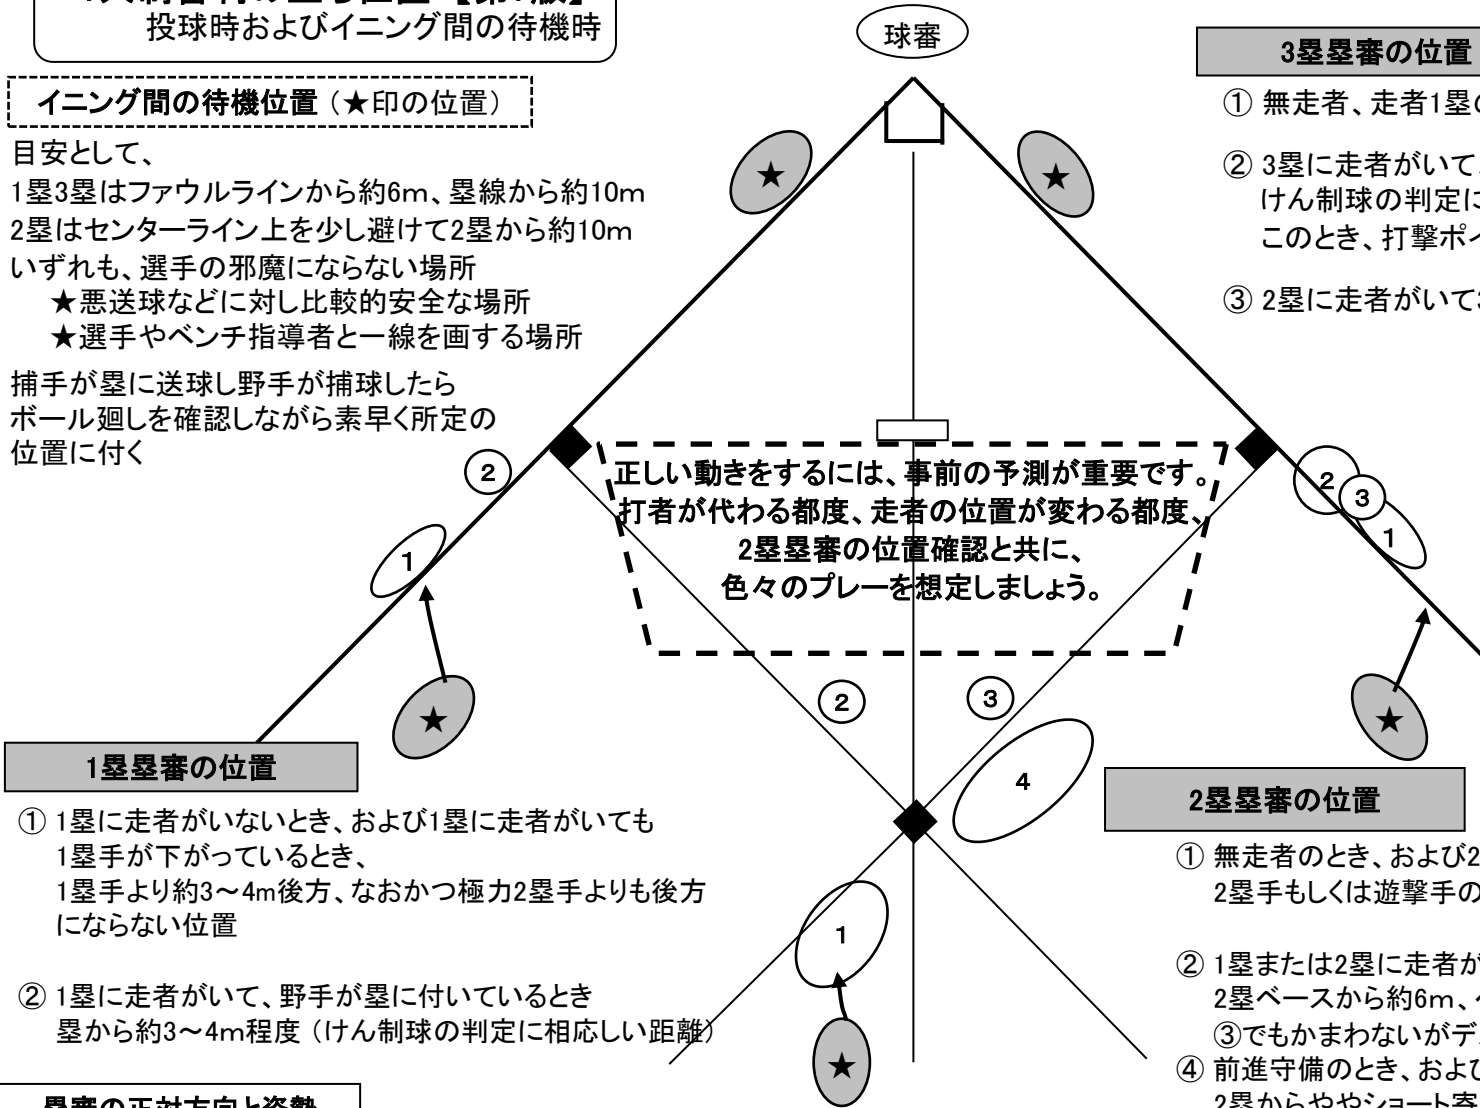 投球時およびイニング間の待機時
球審
イニング間の待機位置（★印の位置）
目安として、
1塁3塁はファウルラインから約6ｍ、塁線から約10ｍ
2塁はセンターライン上を少し避けて2塁から約10ｍ
いずれも、選手の邪魔にならない場所
★悪送球などに対し比較的安全な場所
★選手やベンチ指導者と一線を画する場所
捕手が塁に送球し野手が捕球したら
ボール廻しを確認しながら素早く所定の
位置に付く
★
★
3塁塁審の位置
① 無走者、走者1塁の
② 3塁に走者がいて
けん制球の判定に
このとき、打撃ポイ
③ 2塁に走者がいて
正しい動きをするには、事前の予測が重要です。
打者が代わる都度、走者の位置が変わる都度、
2塁塁審の位置確認と共に、
色々のプレーを想定しましょう。
②
1
★
②
③
1
★
②
③
4
1
★
1塁塁審の位置
① 1塁に走者がいないとき、および1塁に走者がいても
1塁手が下がっているとき、
1塁手より約3～4ｍ後方、なおかつ極力2塁手よりも後方
にならない位置
② 1塁に走者がいて、野手が塁に付いているとき
塁から約3～4ｍ程度（けん制球の判定に相応しい距離）
2塁塁審の位置
① 無走者のとき、および2
2塁手もしくは遊撃手の
② 1塁または2塁に走者が
2塁ベースから約6ｍ、
③でもかまわないがデ
④ 前進守備のとき、およ
2塁からややショート寄
塁審の正対方向と姿勢